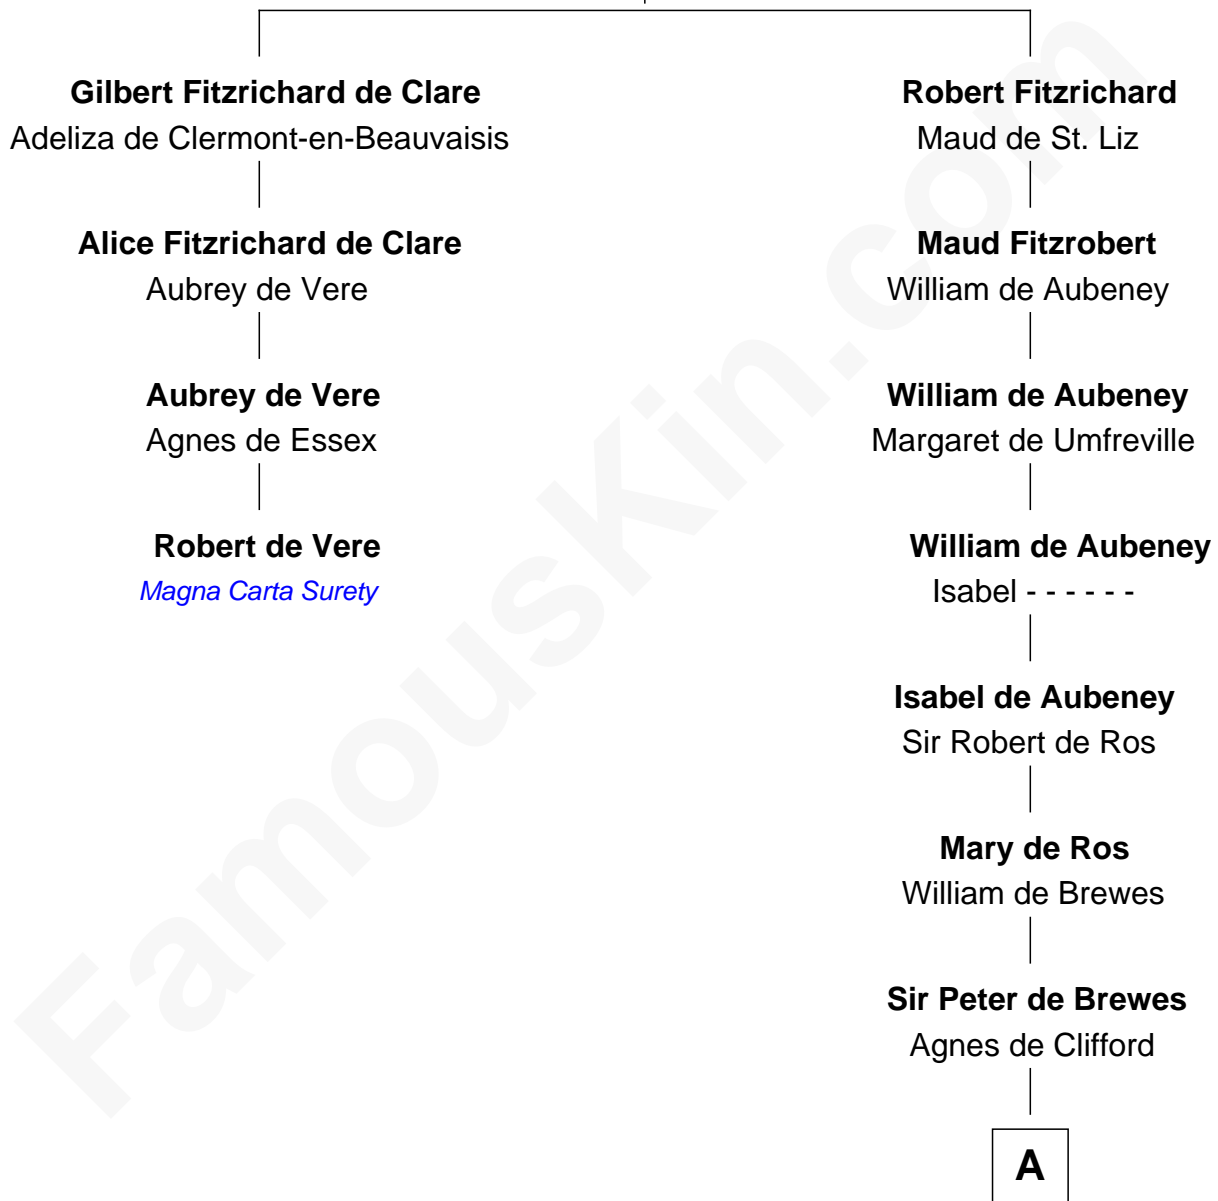 Gilbert Fitzrichard de Clare
Adeliza de Clermont-en-Beauvaisis
Alice Fitzrichard de Clare
Aubrey de Vere
Aubrey de Vere
Agnes de Essex
Robert de Vere
Magna Carta Surety
Robert Fitzrichard
Maud de St. Liz
Maud Fitzrobert
William de Aubeney
William de Aubeney
Margaret de Umfreville
William de Aubeney
Isabel - - - - - -
Isabel de Aubeney
Sir Robert de Ros
Mary de Ros
William de Brewes
Sir Peter de Brewes
Agnes de Clifford
A
FamousKin.com